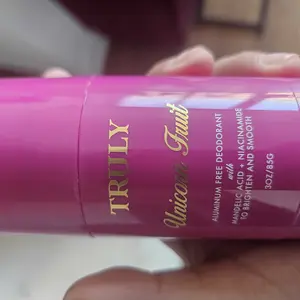 TRULY
Unicorn Fruit
ALUMINUM FREE DEODORANT
with
MANDELIC ACID + NIACINAMIDE
TO BRIGHTEN AND SMOOTH
3OZ/85G